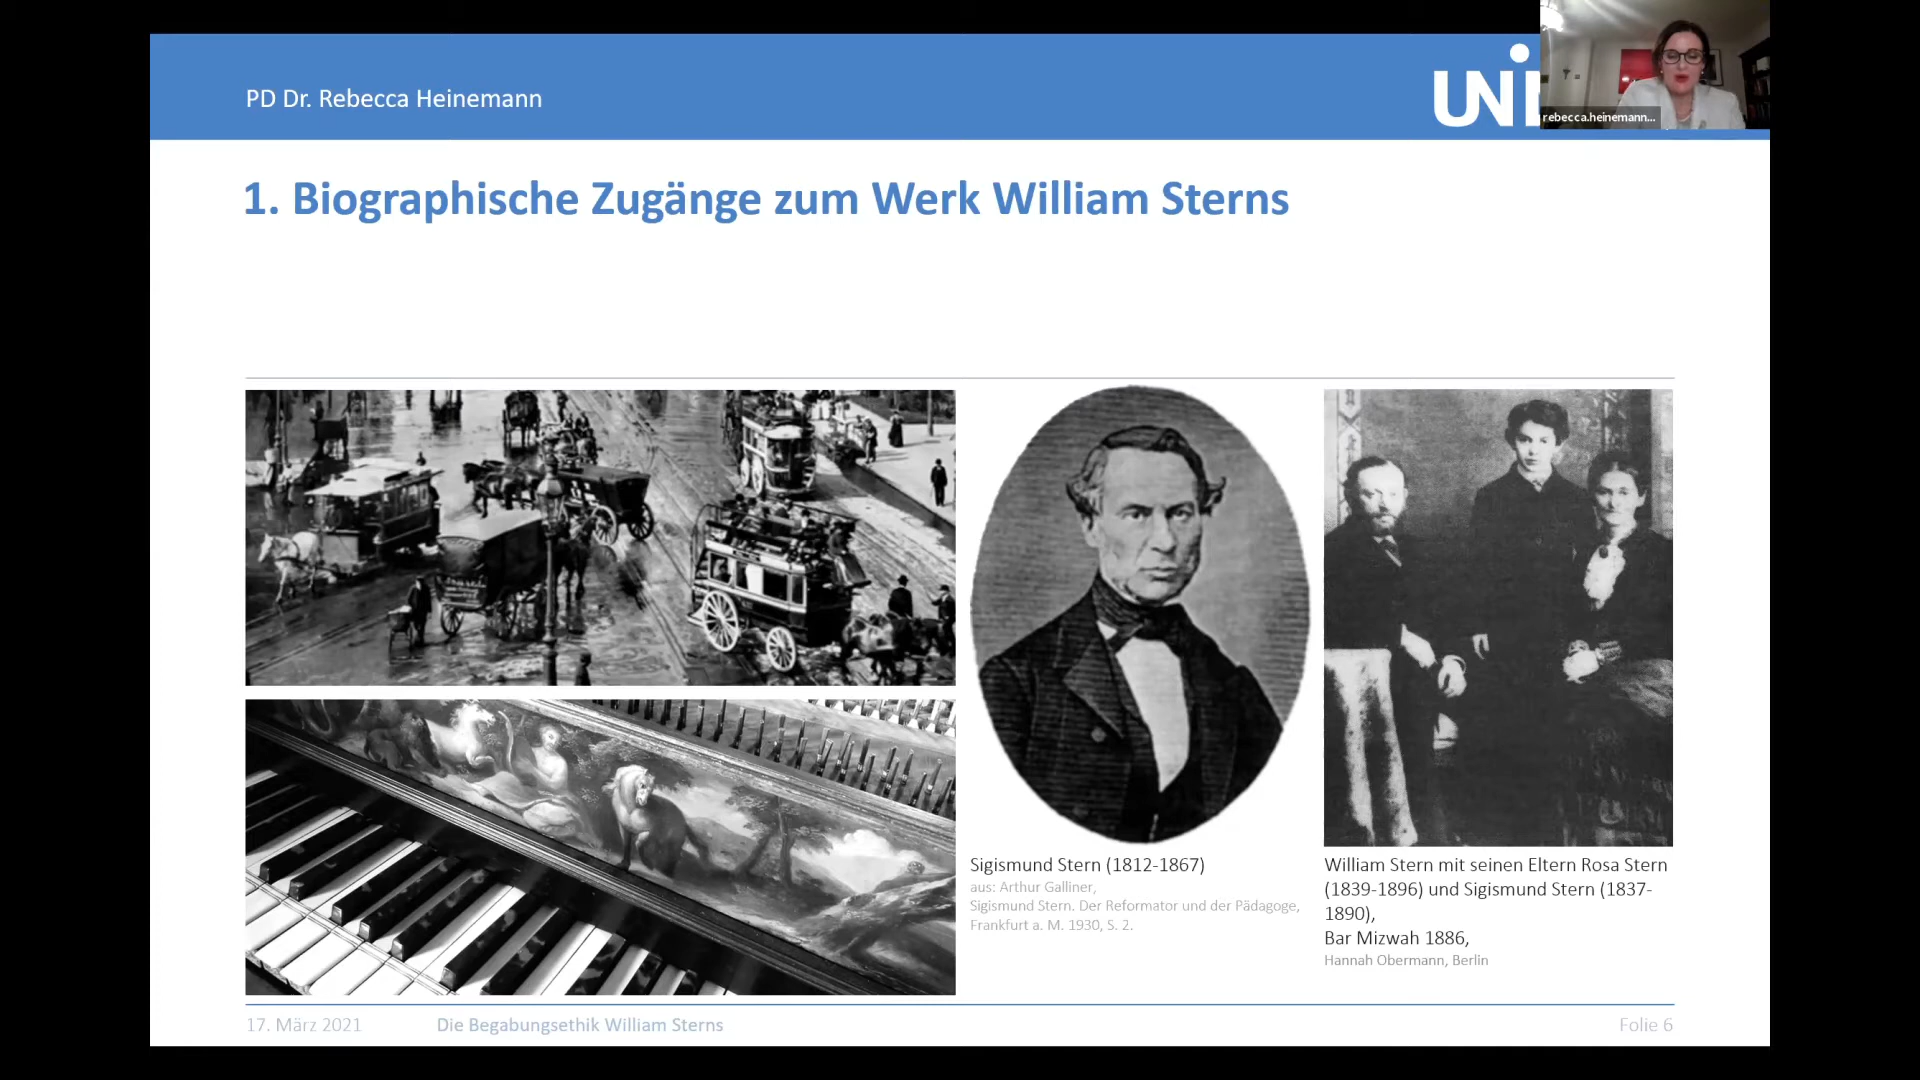 PD Dr. Rebecca Heinemann
UNI
rebecca.heinemann...
1. Biographische Zugänge zum Werk William Sterns
Sigismund Stern (1812-1867)
aus: Arthur Galliner,
Sigismund Stern. Der Reformator und der Pädagoge,
Frankfurt a. M. 1930, S. 2.
William Stern mit seinen Eltern Rosa Stern
(1839-1896) und Sigismund Stern (1837-
1890),
Bar Mizwah 1886,
Hannah Obermann, Berlin
17. März 2021
Die Begabungsethik William Sterns
Folie 6